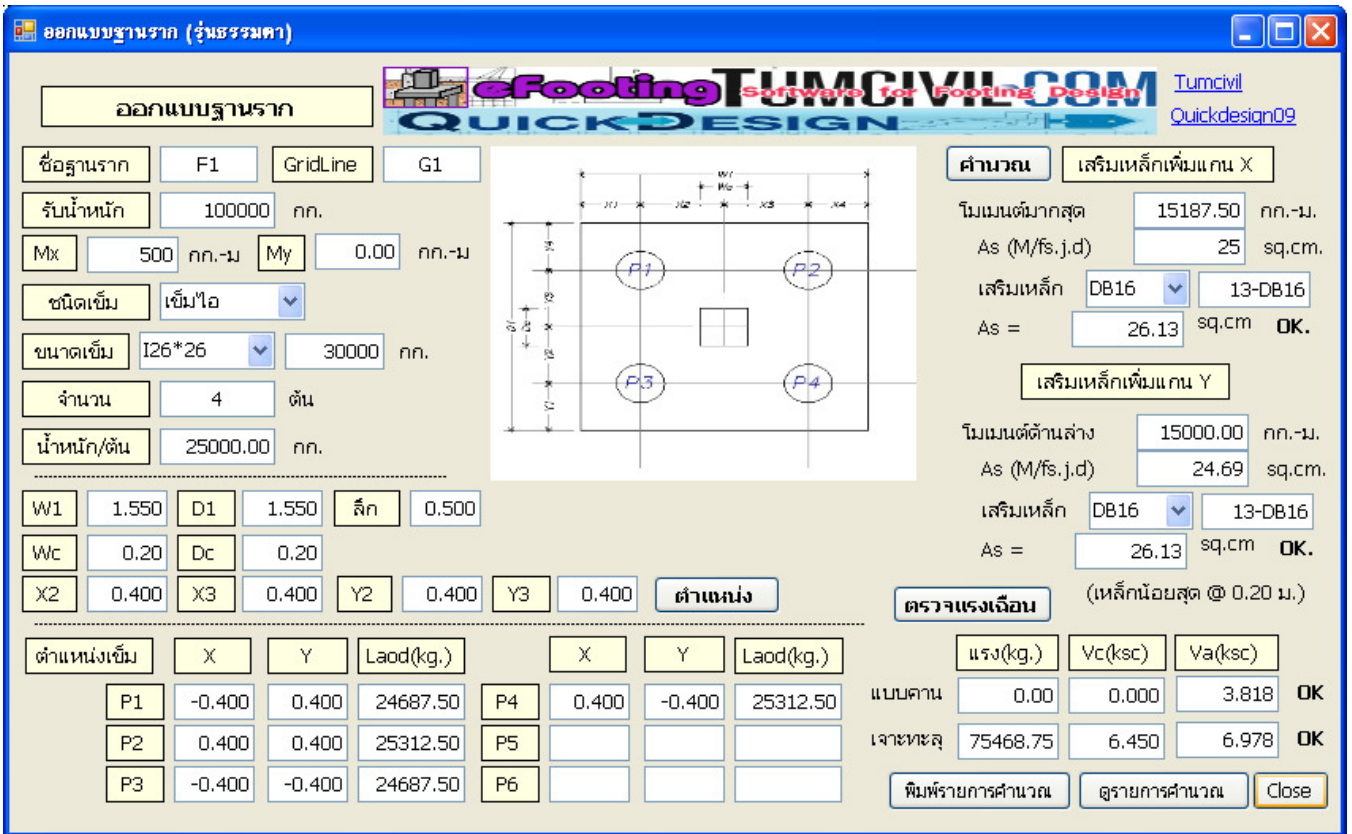 ออกแบบฐานราก (รุ่นธรรมดา)
ออกแบบฐานราก
eFooting TUMCIVIL.COM
Software for Footing Design
QUICKDESIGN
Tumcivil
Quickdesign09
ชื่อฐานราก F1 GridLine G1
รับน้ำหนัก 100000 กก.
Mx 500 กก.-ม My 0.00 กก.-ม
ชนิดเข็ม เข็มไอ
ขนาดเข็ม I26*26 30000 กก.
จำนวน 4 ต้น
น้ำหนัก/ต้น 25000.00 กก.
W1 1.550 D1 1.550 ลึก 0.500
Wc 0.20 Dc 0.20
X2 0.400 X3 0.400 Y2 0.400 Y3 0.400 ตำแหน่ง
W1
Wc
X1 X2 X3 X4
P1 P2
P3 P4
คำนวณ เสริมเหล็กเพิ่มแกน X
โมเมนต์มากสุด 15187.50 กก.-ม.
As (M/fs.j.d) 25 sq.cm.
เสริมเหล็ก DB16 13-DB16
As = 26.13 sq.cm OK.
เสริมเหล็กเพิ่มแกน Y
โมเมนต์ด้านล่าง 15000.00 กก.-ม.
As (M/fs.j.d) 24.69 sq.cm.
เสริมเหล็ก DB16 13-DB16
As = 26.13 sq.cm OK.
ตรวจแรงเฉือน (เหล็กน้อยสุด @ 0.20 ม.)
แรง(kg.) Vc(ksc) Va(ksc)
แบบคาน 0.00 0.000 3.818 OK
เจาะทะลุ 75468.75 6.450 6.978 OK
ตำแหน่งเข็ม X Y Laod(kg.) X Y Laod(kg.)
P1 -0.400 0.400 24687.50 P4 0.400 -0.400 25312.50
P2 0.400 0.400 25312.50 P5
P3 -0.400 -0.400 24687.50 P6
พิมพ์รายการคำนวณ ดูรายการคำนวณ Close